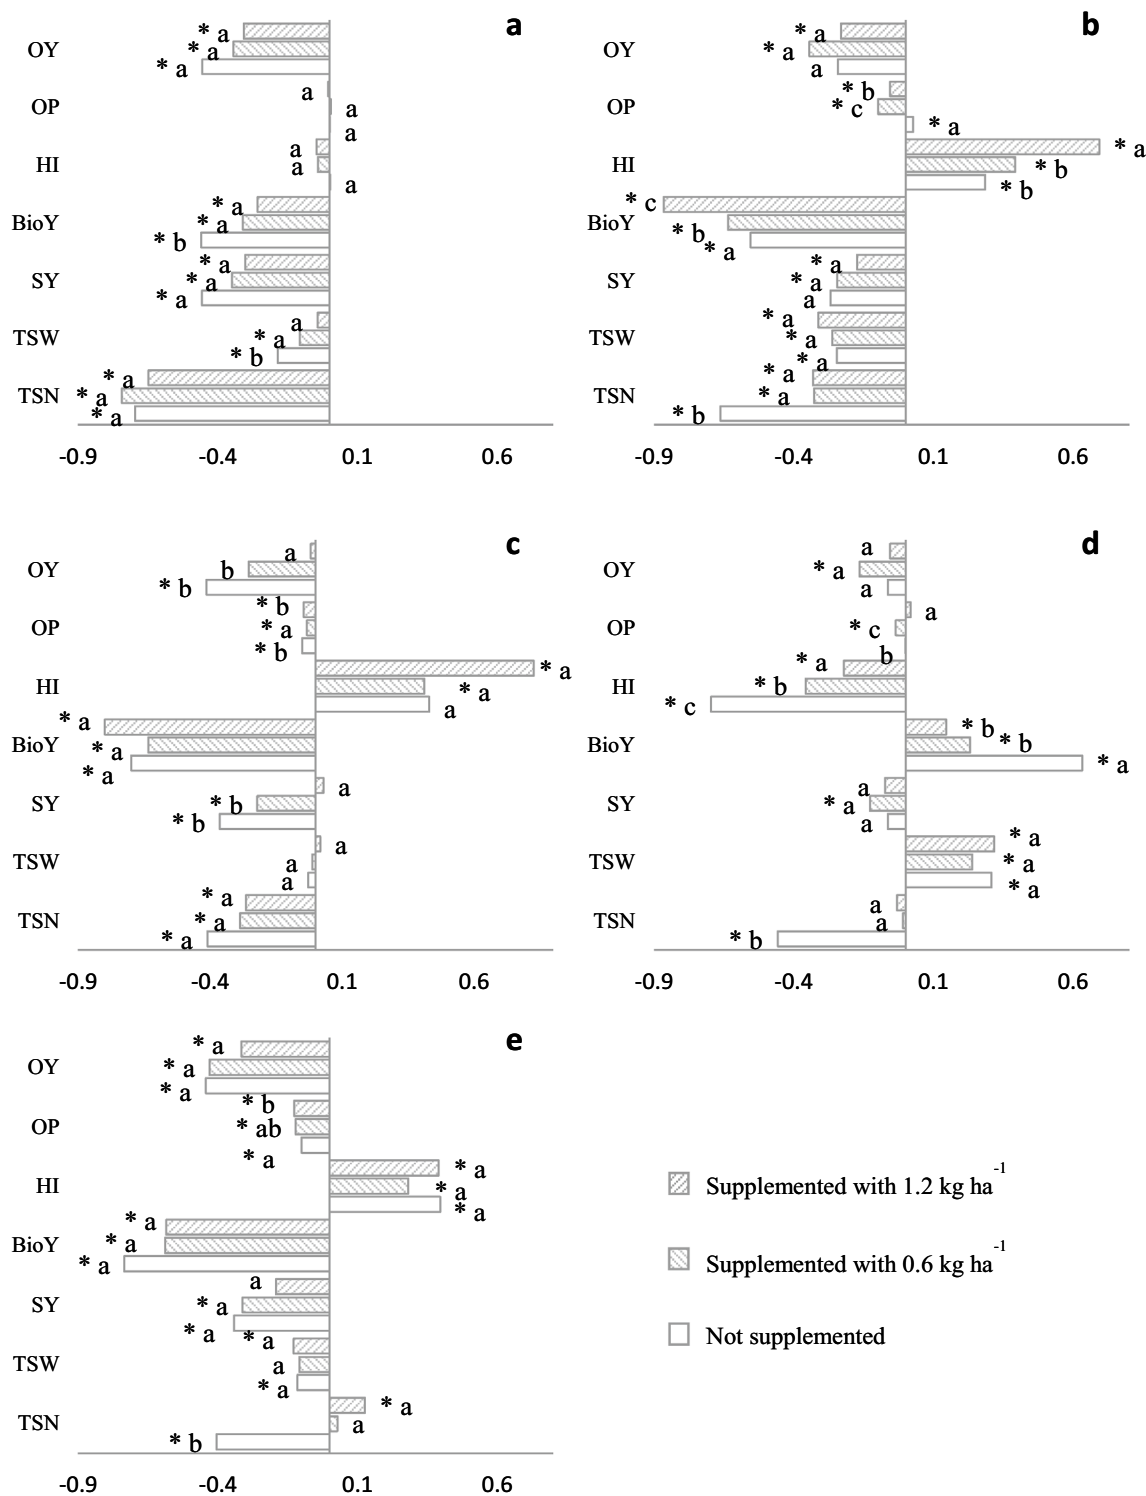 a
OY
* a
* a
* a
OP
a
a
a
HI
a
a
a
BioY
* a
* a
* b
SY
* a
* a
* a
TSW
a
* a
* b
TSN
* a
* a
* a
-0.9 -0.4 0.1 0.6
b
OY
* a
* a
a
OP
* b
* c
* a
HI
* a
* b
* b
BioY
* c
* b
* a
SY
* a
* a
a
TSW
* a
* a
* a
TSN
* a
* a
* b
-0.9 -0.4 0.1 0.6
c
OY
a
b
* b
OP
* b
* a
* b
HI
* a
* a
a
BioY
* a
* a
* a
SY
a
* b
* b
TSW
a
a
a
TSN
* a
* a
* a
-0.9 -0.4 0.1 0.6
d
OY
a
* a
a
OP
a
* c
b
HI
* a
* b
* c
BioY
* b
* b
* a
SY
a
* a
a
TSW
* a
* a
* a
TSN
a
a
* b
-0.9 -0.4 0.1 0.6
e
OY
* a
* a
* a
OP
* b
* ab
* a
HI
* a
* a
* a
BioY
* a
* a
* a
SY
a
* a
* a
TSW
* a
a
* a
TSN
* a
a
* b
-0.9 -0.4 0.1 0.6
Supplemented with 1.2 kg ha⁻¹
Supplemented with 0.6 kg ha⁻¹
Not supplemented